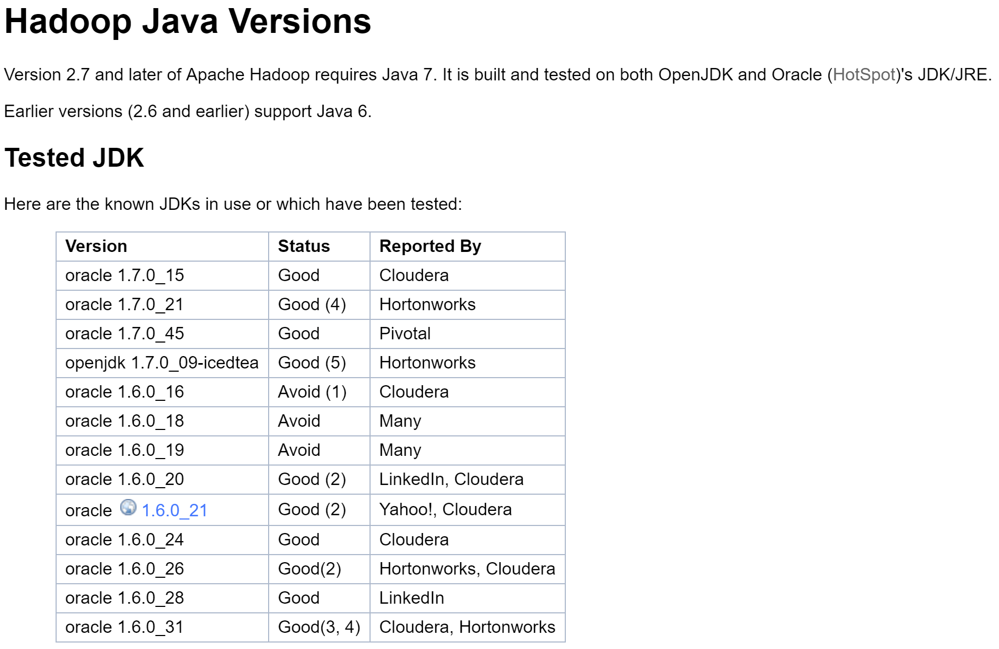 Hadoop Java Versions
Version 2.7 and later of Apache Hadoop requires Java 7. It is built and tested on both OpenJDK and Oracle (HotSpot)'s JDK/JRE.
Earlier versions (2.6 and earlier) support Java 6.
Tested JDK
Here are the known JDKs in use or which have been tested:
Version Status Reported By
oracle 1.7.0_15 Good Cloudera
oracle 1.7.0_21 Good (4) Hortonworks
oracle 1.7.0_45 Good Pivotal
openjdk 1.7.0_09-icedtea Good (5) Hortonworks
oracle 1.6.0_16 Avoid (1) Cloudera
oracle 1.6.0_18 Avoid Many
oracle 1.6.0_19 Avoid Many
oracle 1.6.0_20 Good (2) LinkedIn, Cloudera
oracle 1.6.0_21 Good (2) Yahoo!, Cloudera
oracle 1.6.0_24 Good Cloudera
oracle 1.6.0_26 Good(2) Hortonworks, Cloudera
oracle 1.6.0_28 Good LinkedIn
oracle 1.6.0_31 Good(3, 4) Cloudera, Hortonworks